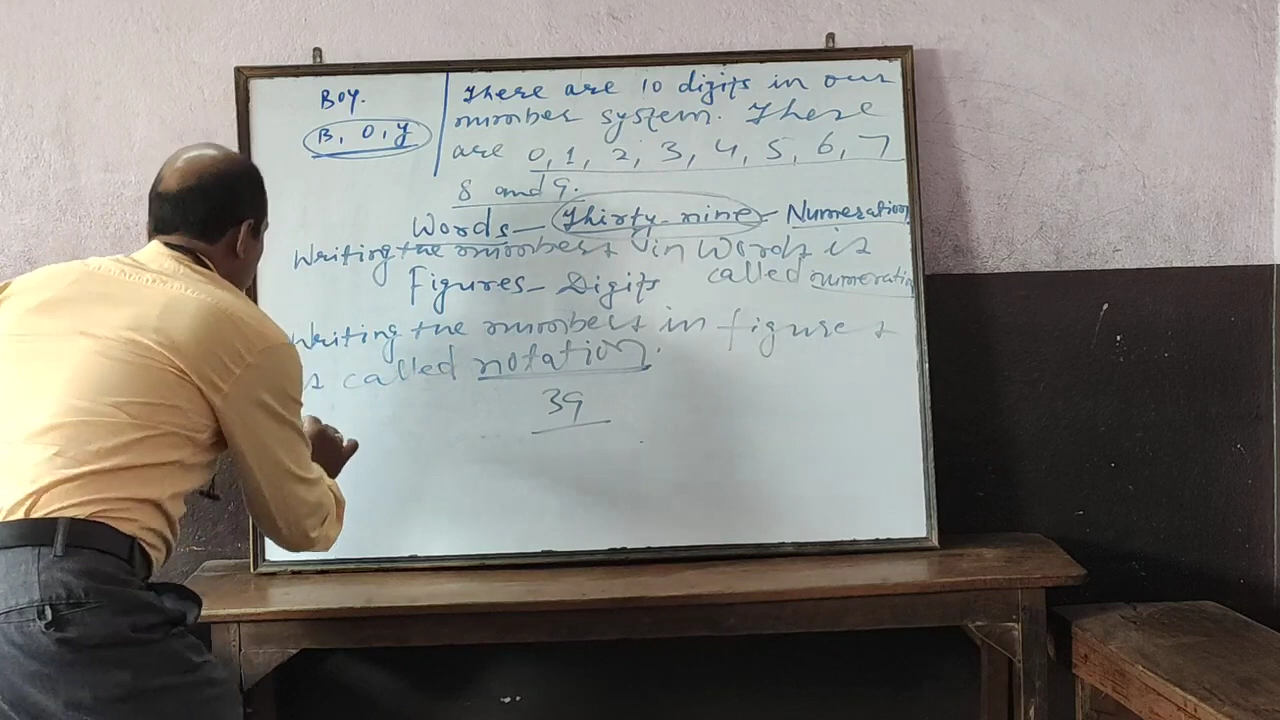 Boy.
B, O, y
There are 10 digits in our
number system. These
are 0, 1, 2, 3, 4, 5, 6, 7
8 and 9.
Words - Thirty-nine - Numeration
Writing the numbers in words is
called numeration
Figures - Digits
Writing the numbers in figures
is called notation.
39